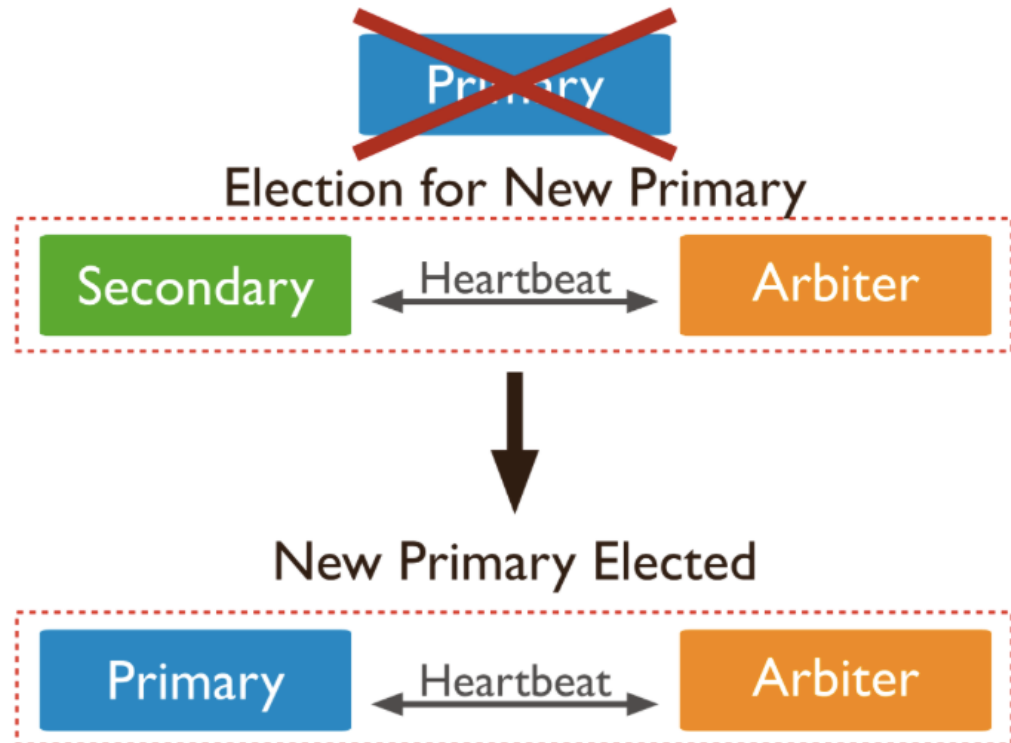 Primary
Election for New Primary
Secondary
Heartbeat
Arbiter
New Primary Elected
Primary
Heartbeat
Arbiter